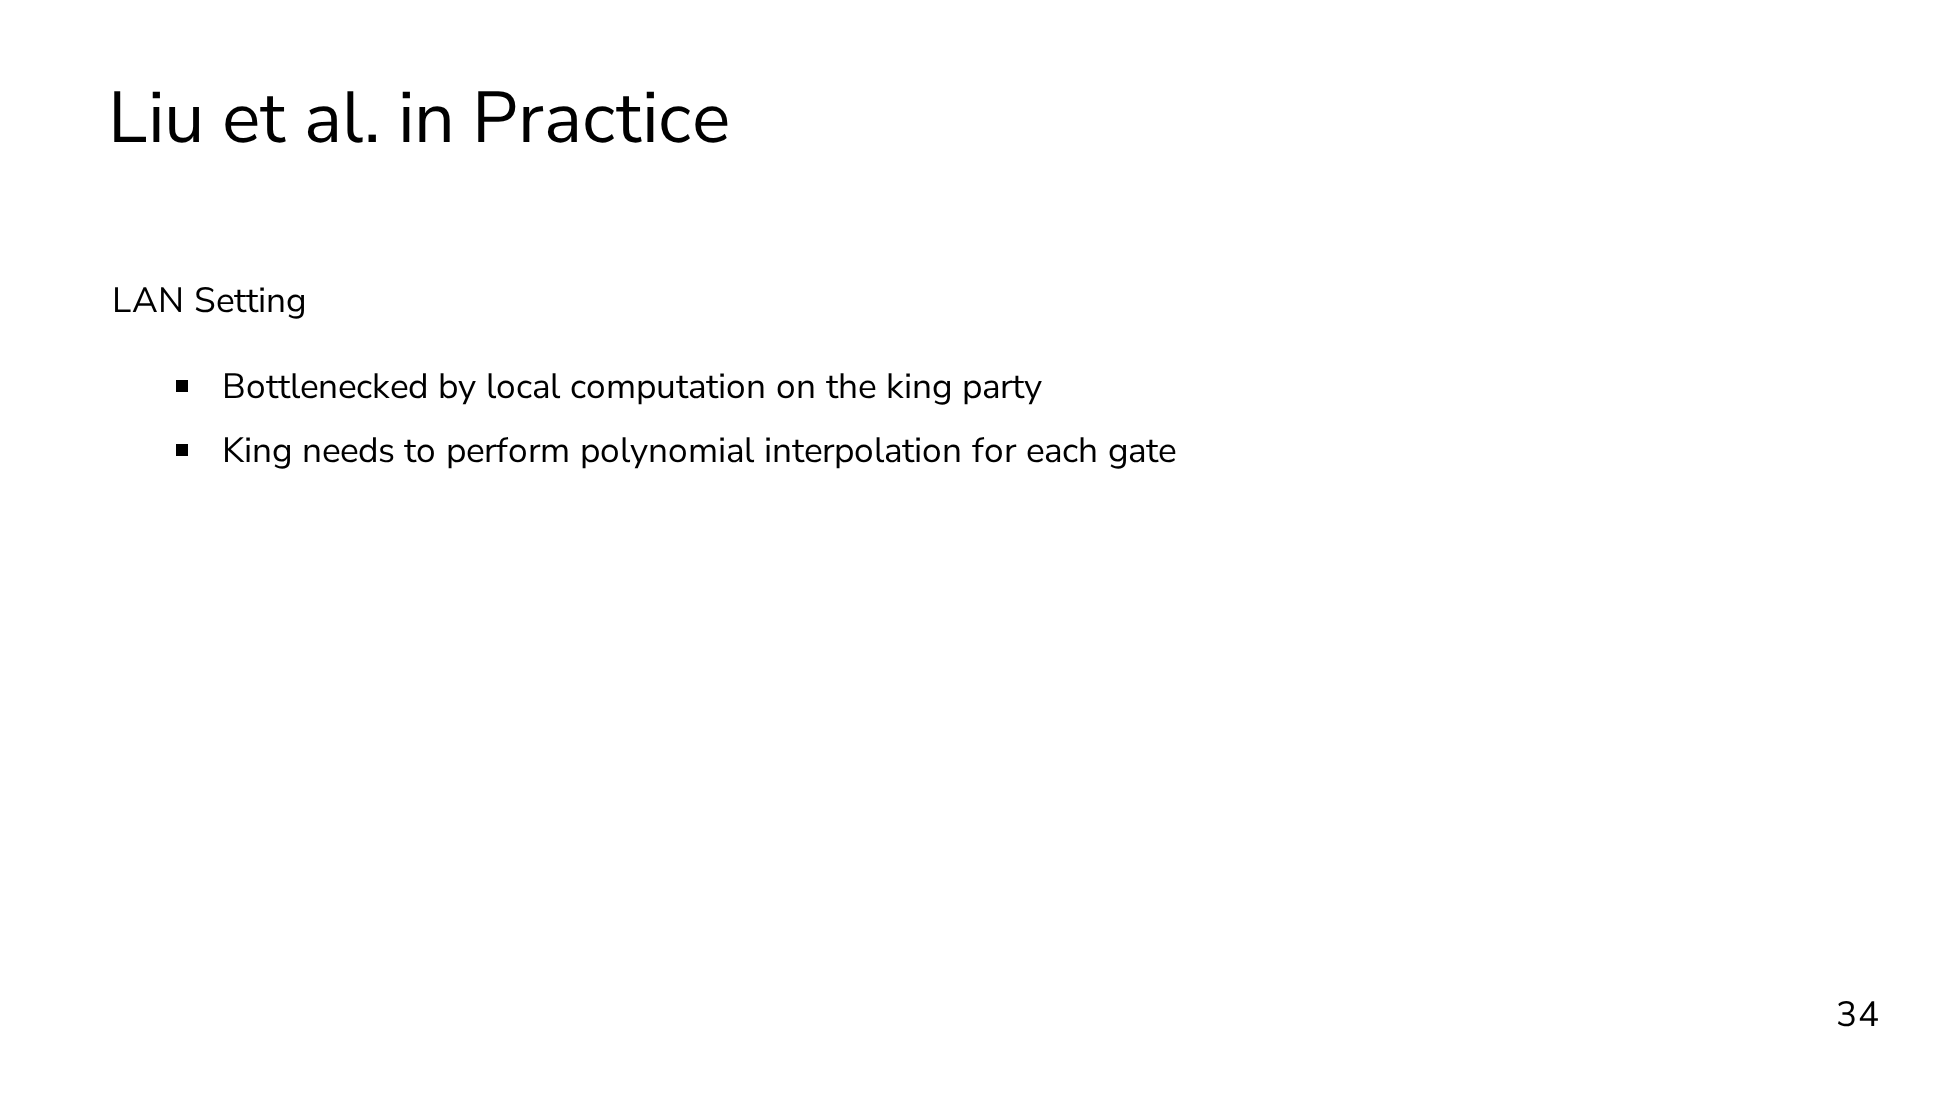 Liu et al. in Practice
LAN Setting
▪ Bottlenecked by local computation on the king party
▪ King needs to perform polynomial interpolation for each gate
34